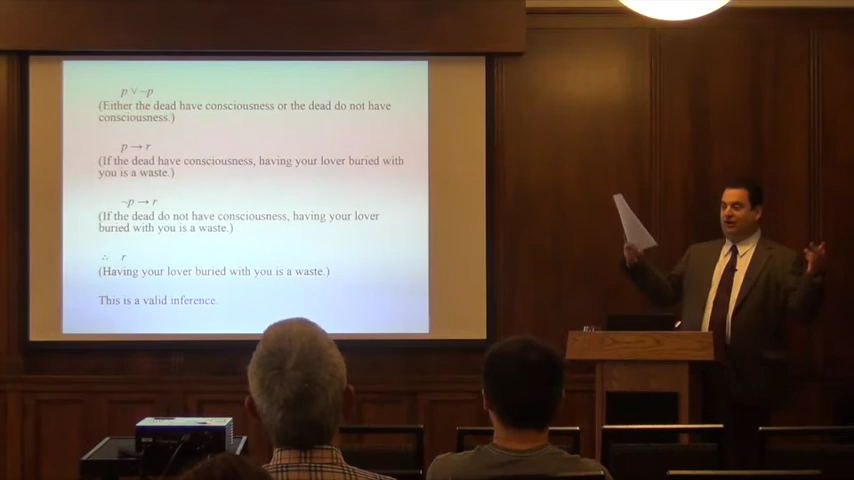 p ∨ ¬p
(Either the dead have consciousness or the dead do not have
consciousness.)
p → r
(If the dead have consciousness, having your lover buried with
you is a waste.)
¬p → r
(If the dead do not have consciousness, having your lover
buried with you is a waste.)
∴ r
(Having your lover buried with you is a waste.)
This is a valid inference.